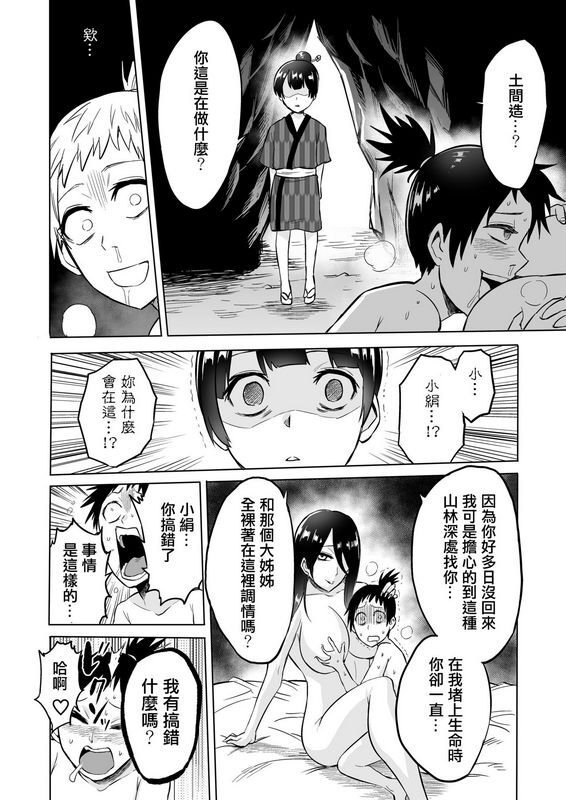 土間造…？
你這是在做什麼？
欸…
小…
小絹…!?
妳為什麼
會在這…!?
因為你好多日沒回來
我可是擔心的到這種
山林深處找你…
在我堵上生命時
你卻一直…
和那個大姊姊
全裸著在這裡調情嗎？
小絹…
你搞錯了
事情
是這樣的…
我有搞錯
什麼嗎？
哈啊♡